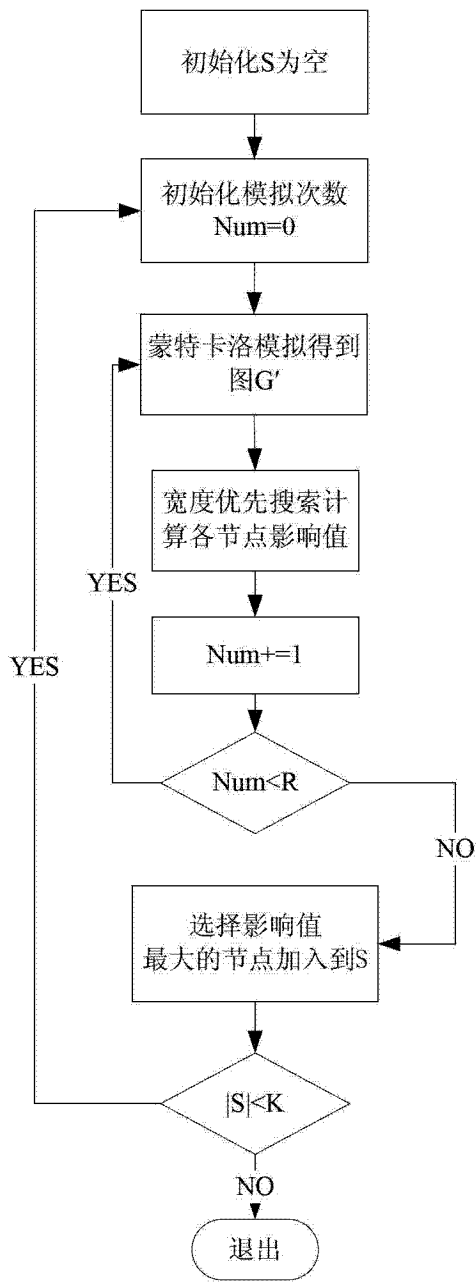 初始化S为空
初始化模拟次数
Num=0
蒙特卡洛模拟得到
图G'
宽度优先搜索计
算各节点影响值
YES
YES
Num+=1
Num<R
NO
选择影响值
最大的节点加入到S
|S|<K
NO
退出